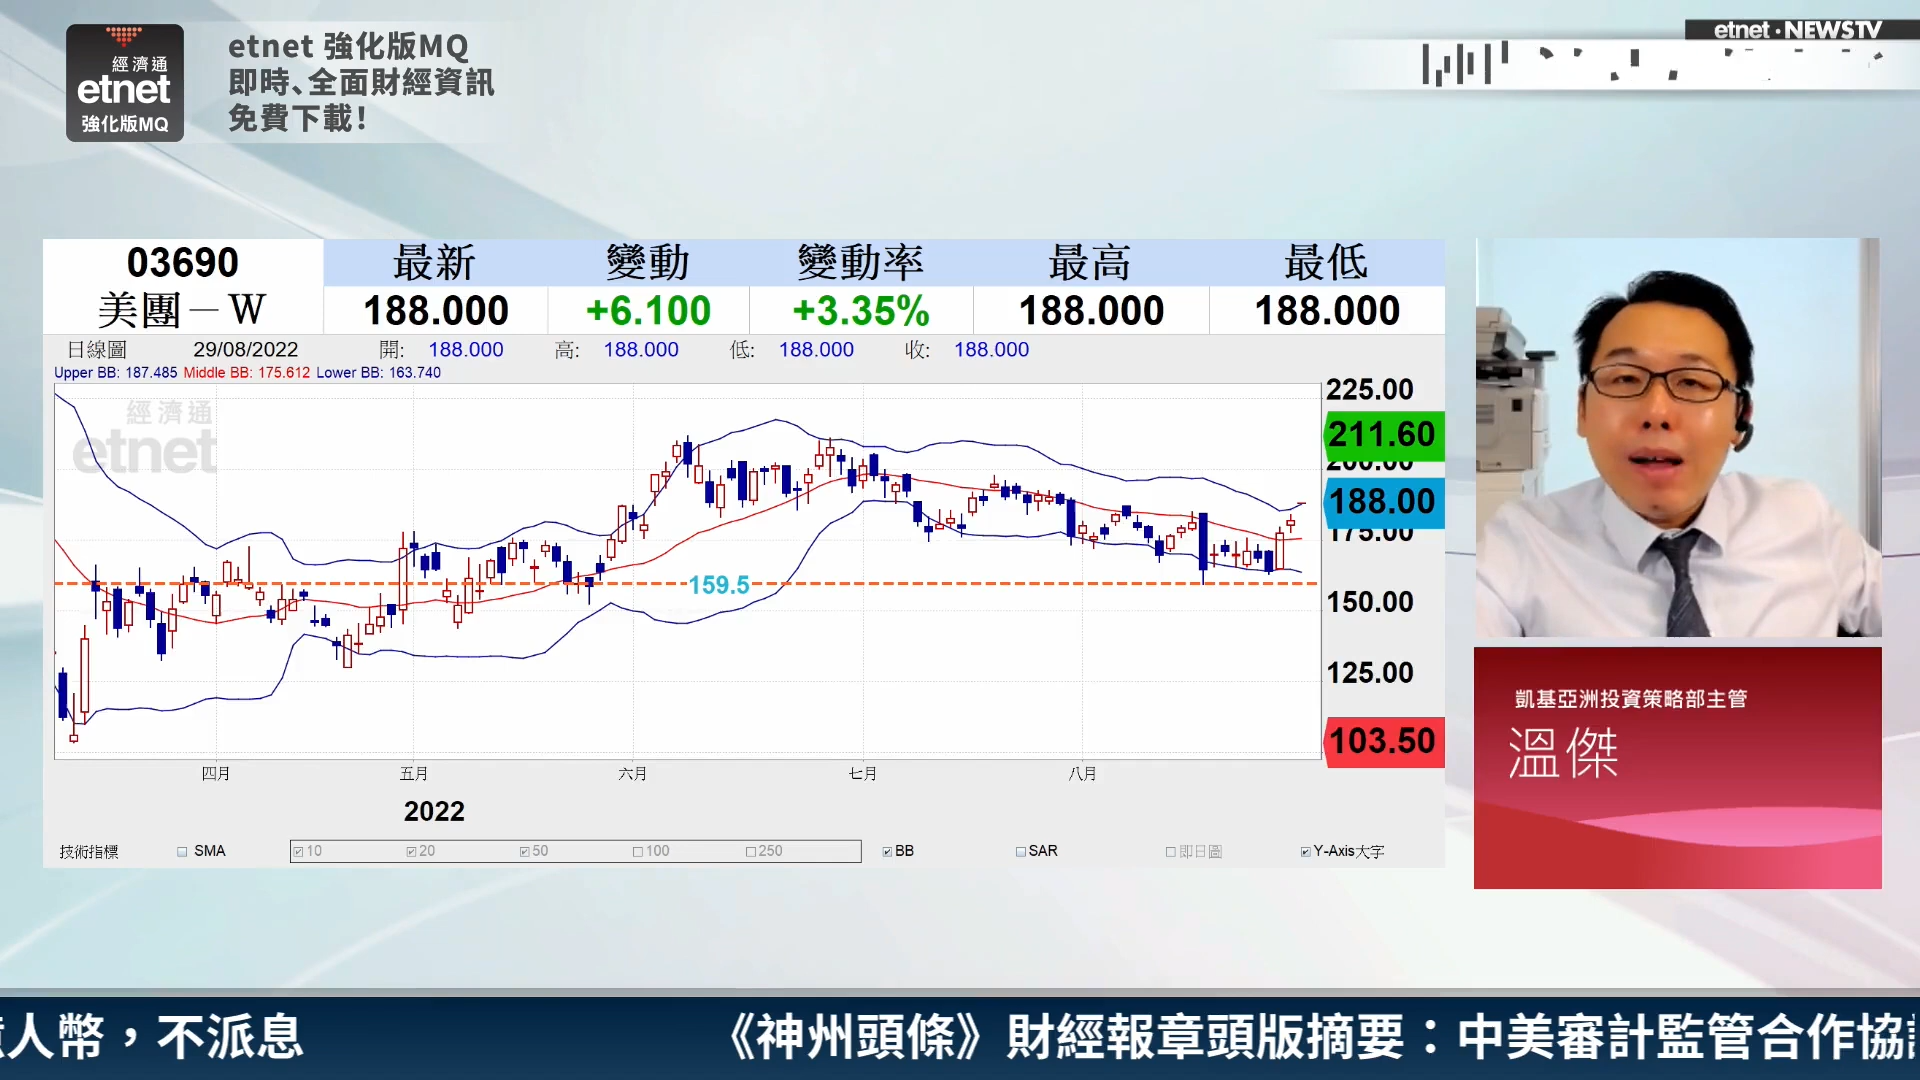 經濟通
etnet
強化版MQ
etnet 強化版MQ
即時、全面財經資訊
免費下載!
etnet·NEWSTV
03690
美團－W
最新 變動 變動率 最高 最低
188.000 +6.100 +3.35% 188.000 188.000
日線圖 29/08/2022 開: 188.000 高: 188.000 低: 188.000 收: 188.000
Upper BB: 187.485 Middle BB: 175.612 Lower BB: 163.740
經濟通
etnet
225.00
211.60
200.00
188.00
175.00
159.5
150.00
125.00
103.50
四月 五月 六月 七月 八月
2022
技術指標 SMA 10 20 50 100 250 BB SAR 即日圖 Y-Axis大字
凱基亞洲投資策略部主管
溫傑
人幣，不派息 《神州頭條》財經報章頭版摘要：中美審計監管合作協